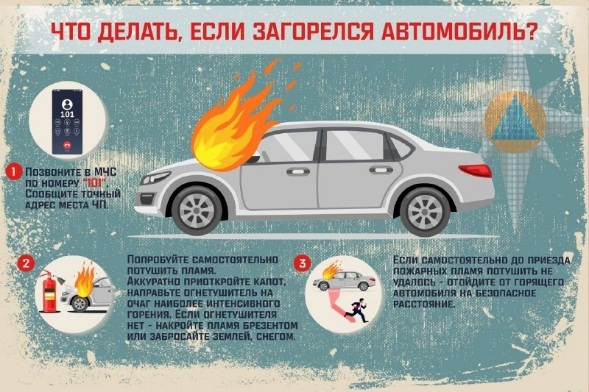 ЧТО ДЕЛАТЬ, ЕСЛИ ЗАГОРЕЛСЯ АВТОМОБИЛЬ?
101
1
ПОЗВОНИТЕ В МЧС
ПО НОМЕРУ "101".
СООБЩИТЕ ТОЧНЫЙ
АДРЕС МЕСТА ЧП.
2
ПОПРОБУЙТЕ САМОСТОЯТЕЛЬНО
ПОТУШИТЬ ПЛАМЯ.
АККУРАТНО ПРИОТКРОЙТЕ КАПОТ,
НАПРАВЬТЕ ОГНЕТУШИТЕЛЬ НА
ОЧАГ НАИБОЛЕЕ ИНТЕНСИВНОГО
ГОРЕНИЯ. ЕСЛИ ОГНЕТУШИТЕЛЯ
НЕТ - НАКРОЙТЕ ПЛАМЯ БРЕЗЕНТОМ
ИЛИ ЗАБРОСАЙТЕ ЗЕМЛЕЙ, СНЕГОМ.
3
ЕСЛИ САМОСТОЯТЕЛЬНО ДО ПРИЕЗДА
ПОЖАРНЫХ ПЛАМЯ ПОТУШИТЬ НЕ
УДАЛОСЬ - ОТОЙДИТЕ ОТ ГОРЯЩЕГО
АВТОМОБИЛЯ НА БЕЗОПАСНОЕ
РАССТОЯНИЕ.